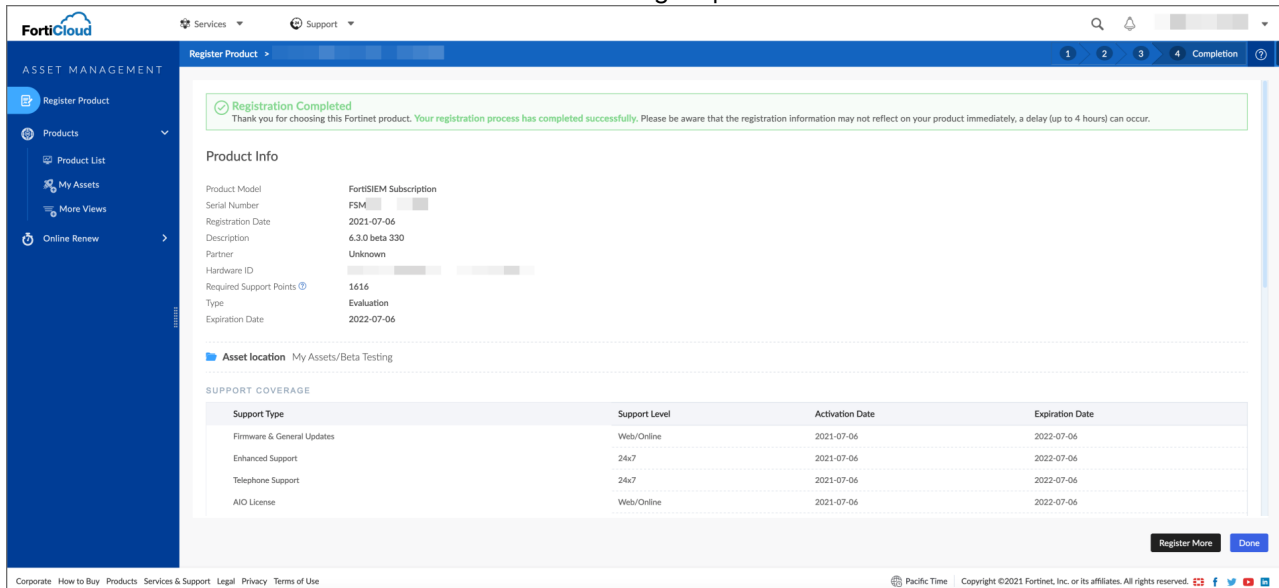 FortiCloud
Services
Support
ASSET MANAGEMENT
Register Product
Products
Product List
My Assets
More Views
Online Renew
Register Product >
1 2 3 4 Completion
Registration Completed
Thank you for choosing this Fortinet product. Your registration process has completed successfully. Please be aware that the registration information may not reflect on your product immediately, a delay (up to 4 hours) can occur.
Product Info
Product Model FortiSIEM Subscription
Serial Number FSM
Registration Date 2021-07-06
Description 6.3.0 beta 330
Partner Unknown
Hardware ID
Required Support Points 1616
Type Evaluation
Expiration Date 2022-07-06
Asset location My Assets/Beta Testing
SUPPORT COVERAGE
Support Type Support Level Activation Date Expiration Date
Firmware & General Updates Web/Online 2021-07-06 2022-07-06
Enhanced Support 24x7 2021-07-06 2022-07-06
Telephone Support 24x7 2021-07-06 2022-07-06
AIO License Web/Online 2021-07-06 2022-07-06
Register More Done
Corporate How to Buy Products Services & Support Legal Privacy Terms of Use
Pacific Time Copyright ©2021 Fortinet, Inc. or its affiliates. All rights reserved.